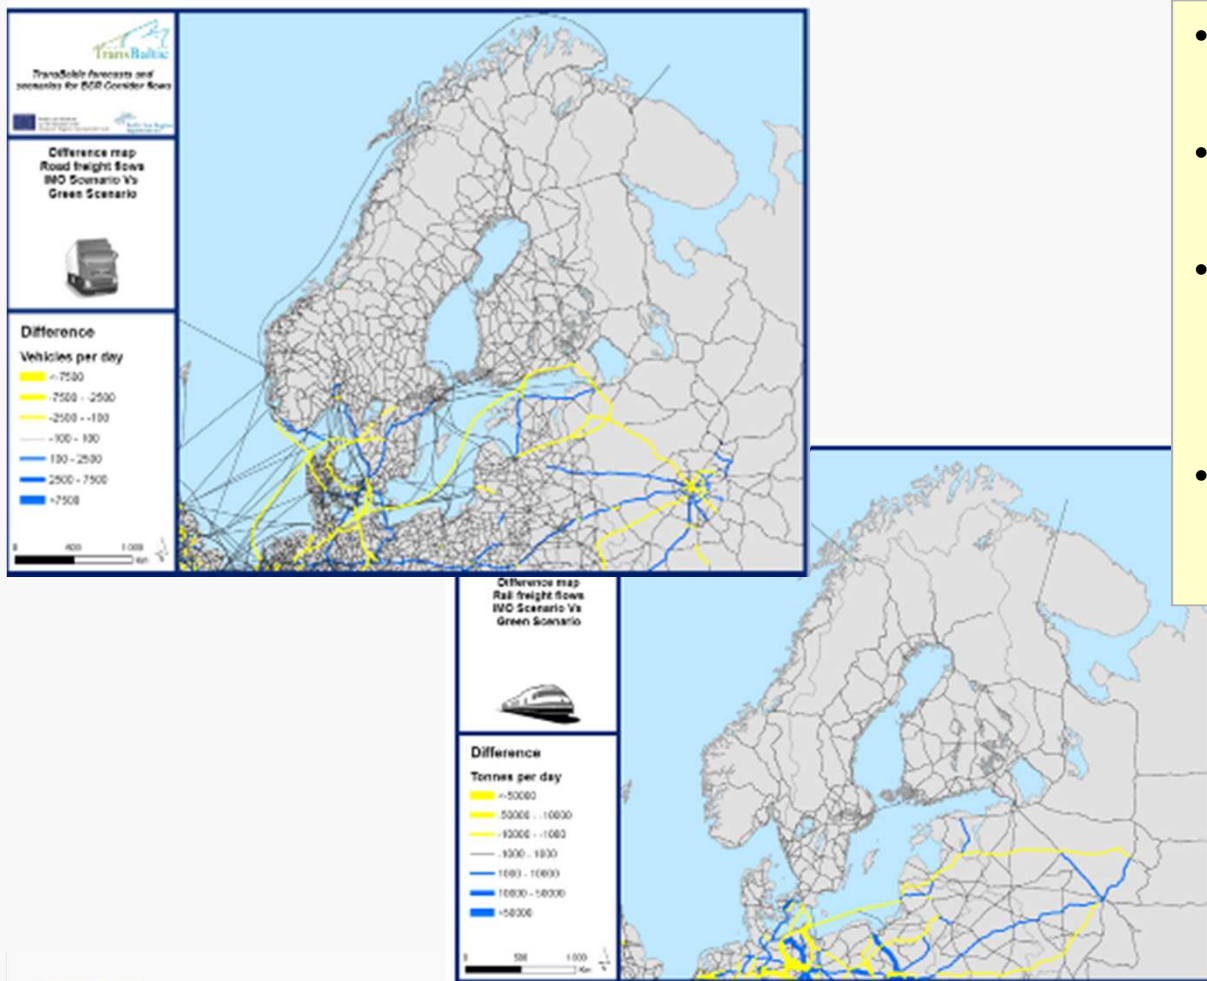 TransBaltic
TransBaltic forecasts and
scenarios for BSR Corridor flows
Difference map
Road freight flows
IMO Scenario Vs
Green Scenario
Difference
Vehicles per day
<-7500
-7500 - -2500
-2500 - -100
-100 - 100
100 - 2500
2500 - 7500
>7500
0
1 000
Km
Difference map
Rail freight flows
IMO Scenario Vs
Green Scenario
Difference
Tonnes per day
<-50000
-50000 - -10000
-10000 - -1000
-1000 - 1000
1000 - 10000
10000 - 50000
>50000
0 500 1 000
Km